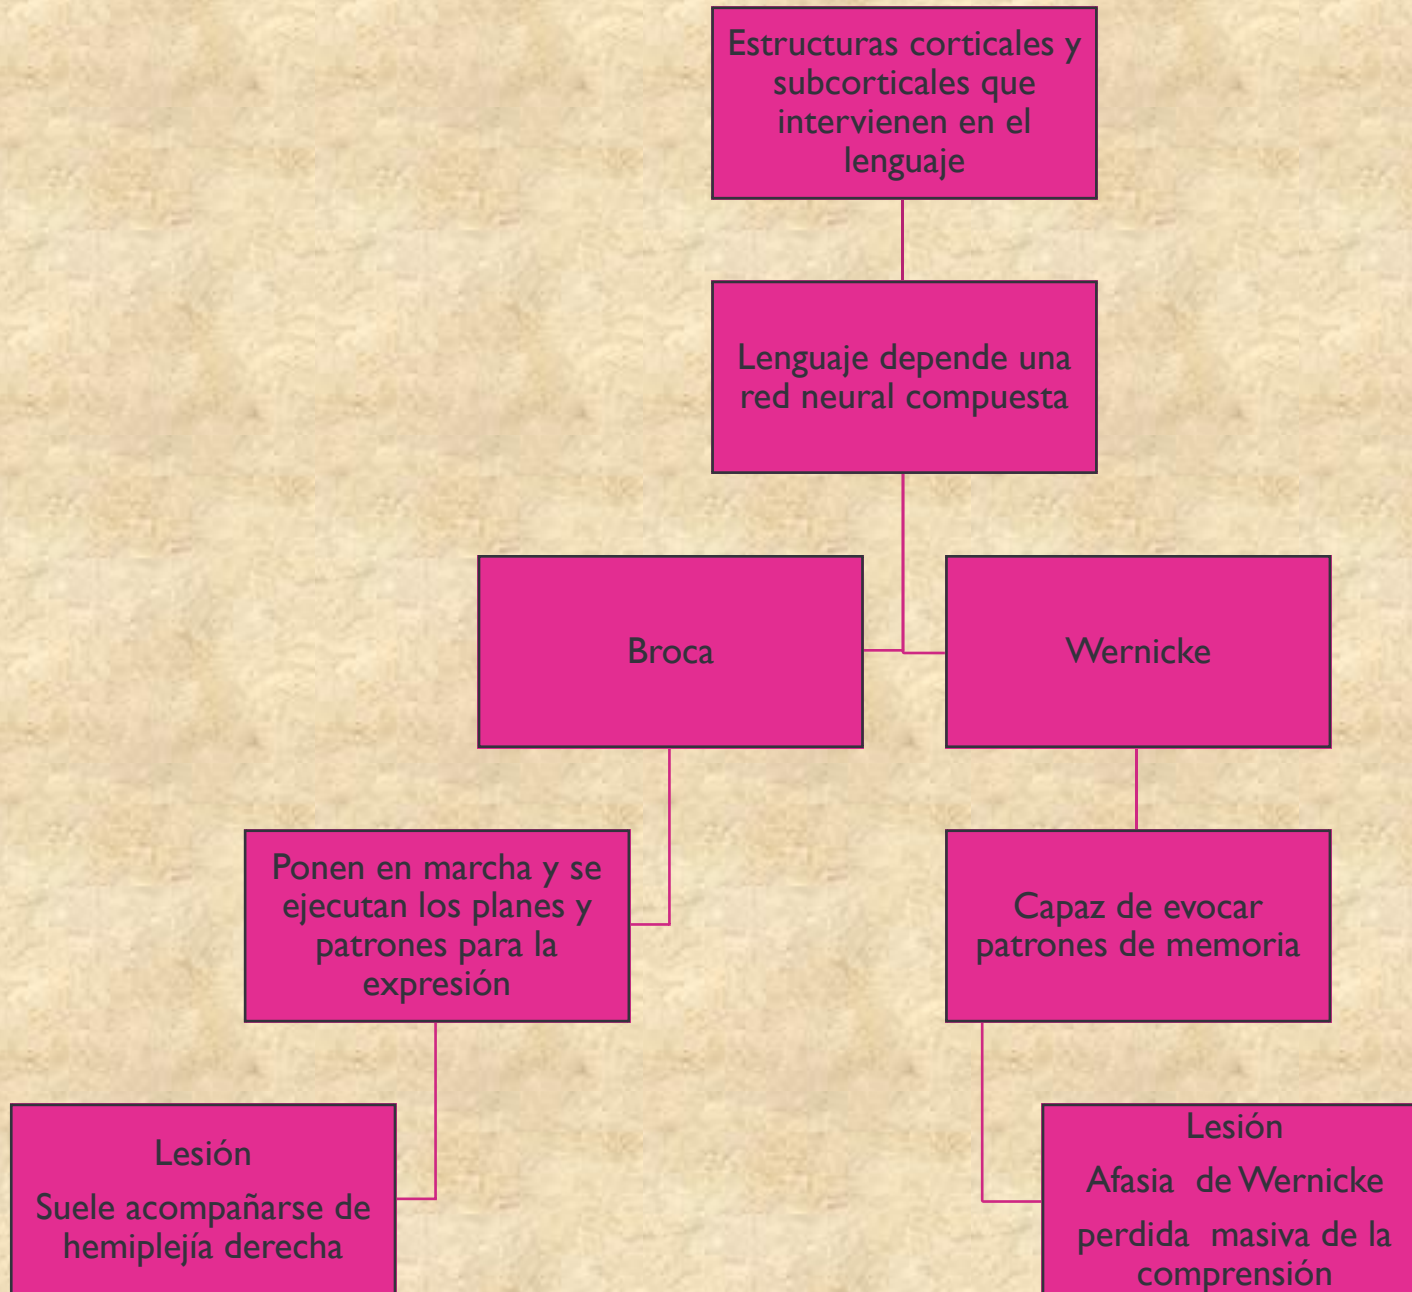 Estructuras corticales y
subcorticales que
intervienen en el
lenguaje
Lenguaje depende una
red neural compuesta
Broca
Wernicke
Ponen en marcha y se
ejecutan los planes y
patrones para la
expresión
Capaz de evocar
patrones de memoria
Lesión
Suele acompañarse de
hemiplejía derecha
Lesión
Afasia de Wernicke
perdida masiva de la
comprensión